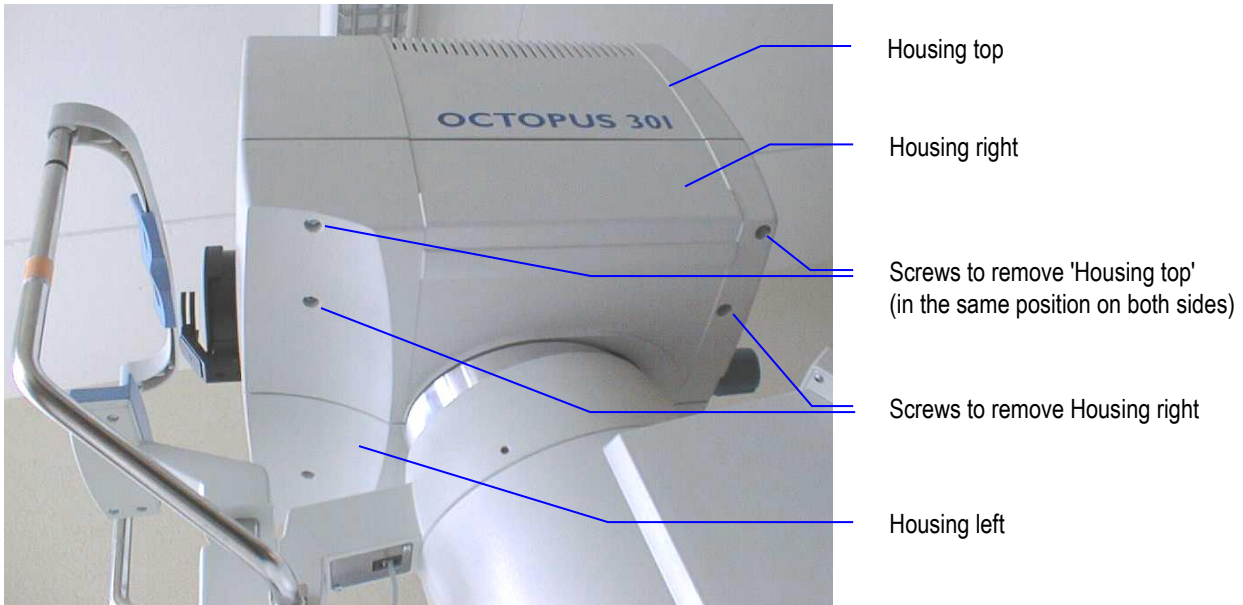 Housing top
OCTOPUS 301
Housing right
Screws to remove 'Housing top'
(in the same position on both sides)
Screws to remove Housing right
Housing left